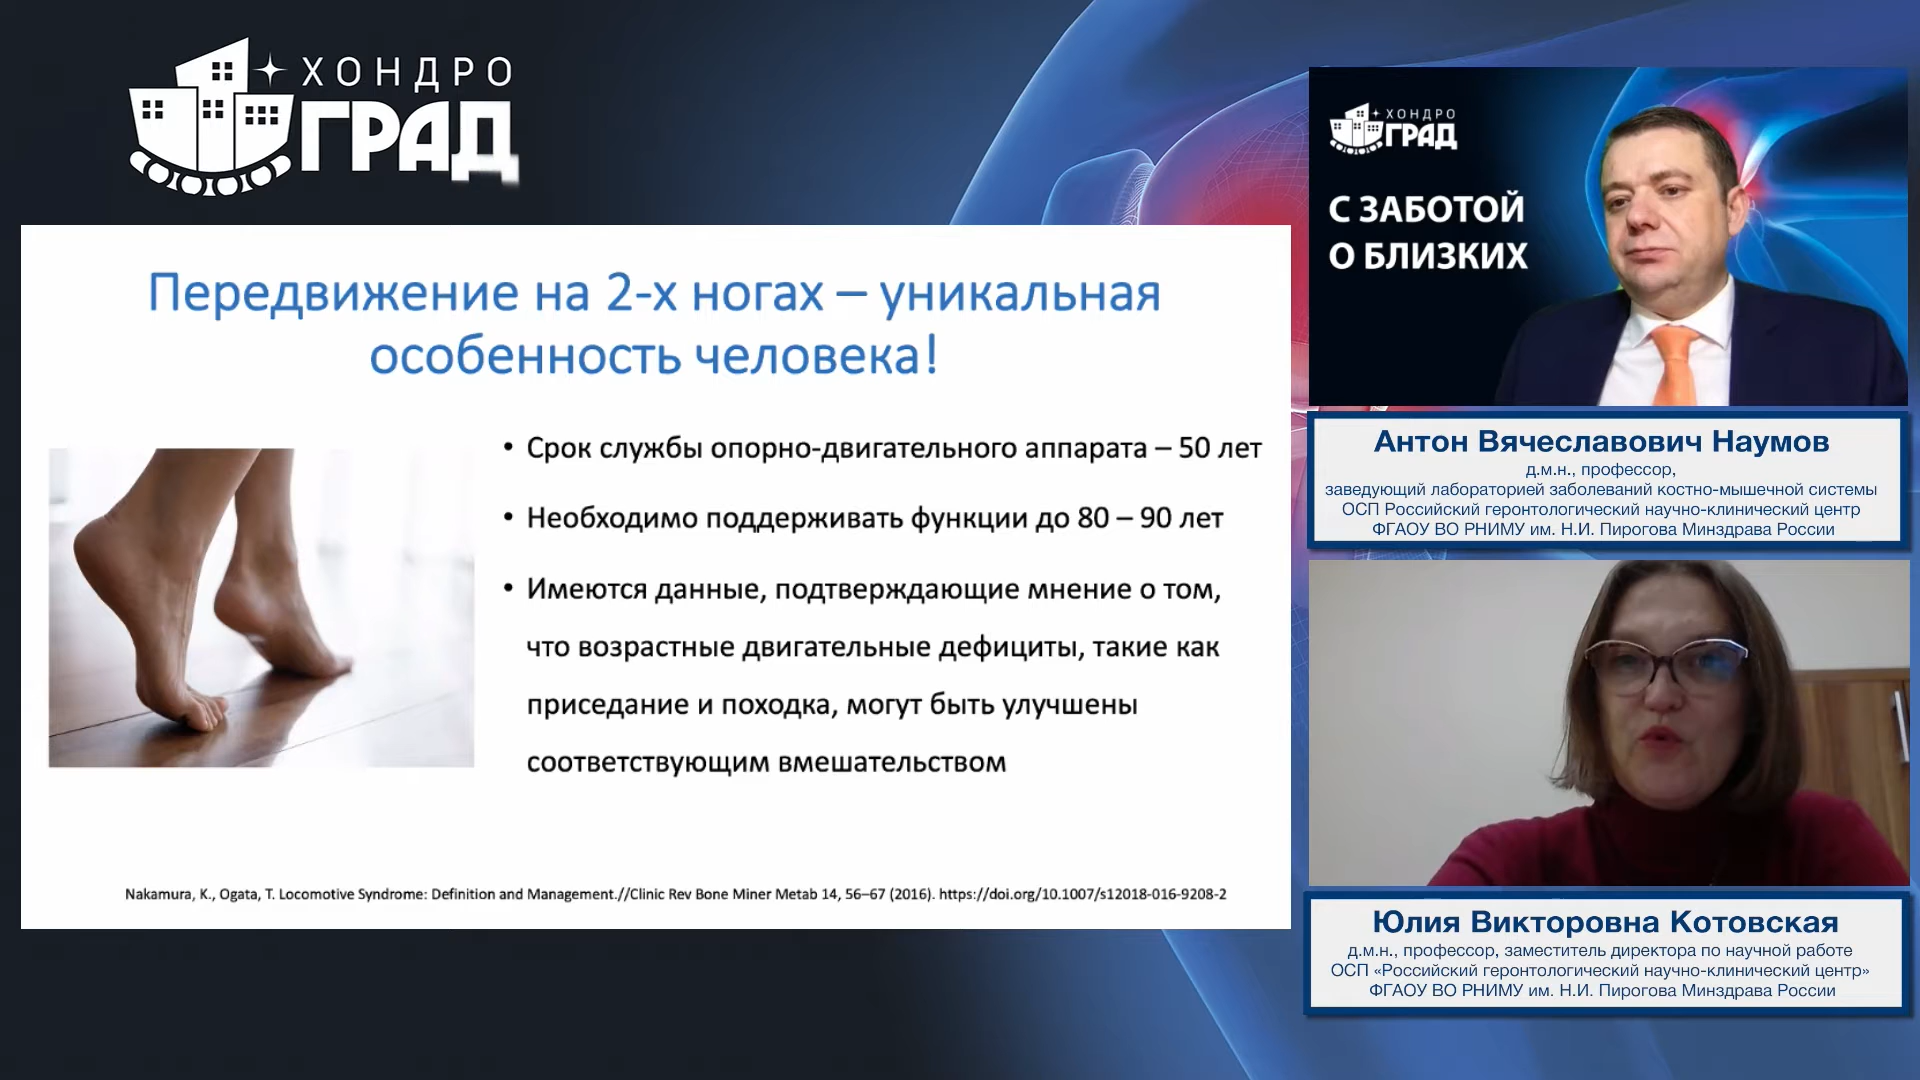 ХОНДРО
ГРАД
Передвижение на 2-х ногах – уникальная
особенность человека!
• Срок службы опорно-двигательного аппарата – 50 лет
• Необходимо поддерживать функции до 80 – 90 лет
• Имеются данные, подтверждающие мнение о том,
что возрастные двигательные дефициты, такие как
приседание и походка, могут быть улучшены
соответствующим вмешательством
Nakamura, K., Ogata, T. Locomotive Syndrome: Definition and Management.//Clinic Rev Bone Miner Metab 14, 56–67 (2016). https://doi.org/10.1007/s12018-016-9208-2
ХОНДРО
ГРАД
С ЗАБОТОЙ
О БЛИЗКИХ
Антон Вячеславович Наумов
д.м.н., профессор,
заведующий лабораторией заболеваний костно-мышечной системы
ОСП Российский геронтологический научно-клинический центр
ФГАОУ ВО РНИМУ им. Н.И. Пирогова Минздрава России
Юлия Викторовна Котовская
д.м.н., профессор, заместитель директора по научной работе
ОСП «Российский геронтологический научно-клинический центр»
ФГАОУ ВО РНИМУ им. Н.И. Пирогова Минздрава России